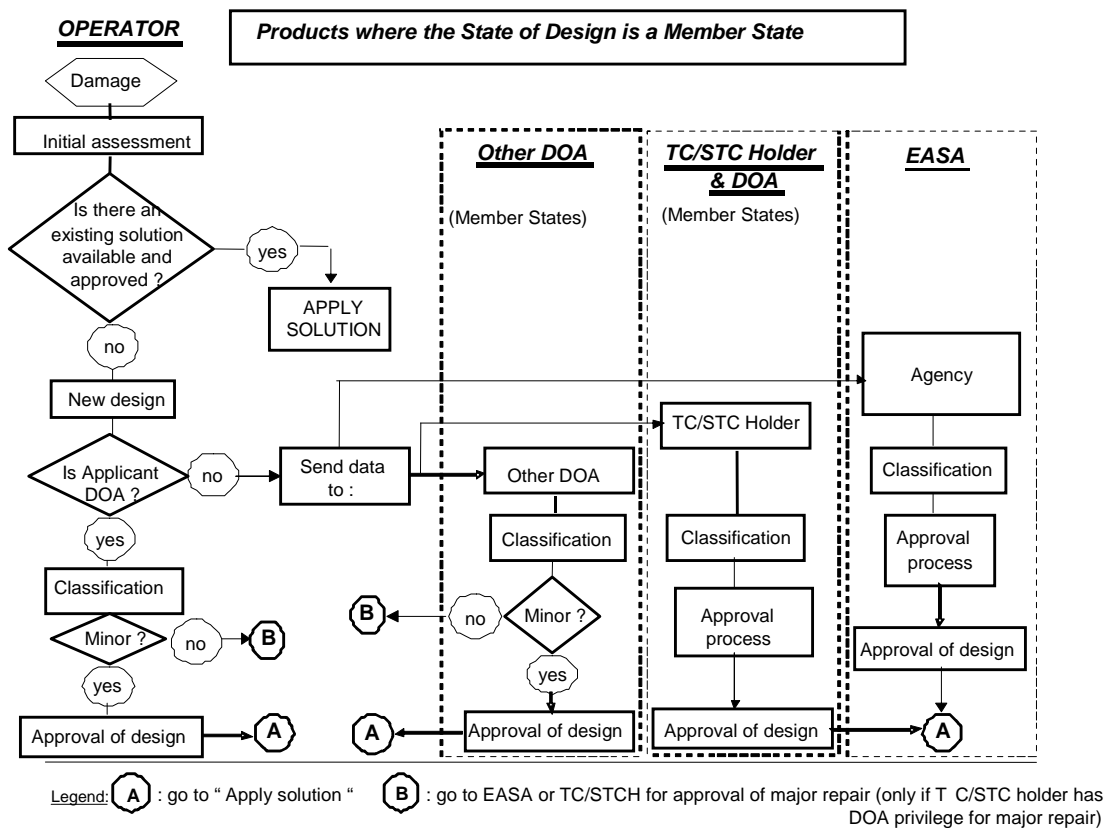 OPERATOR
Products where the State of Design is a Member State
Damage
Initial assessment
Is there an
existing solution
available and
approved ?
yes
APPLY
SOLUTION
no
New design
Is Applicant
DOA ?
no
Send data
to :
yes
Classification
Minor ?
no
B
yes
Approval of design
A
Other DOA
(Member States)
Other DOA
Classification
Minor ?
no
B
yes
Approval of design
A
TC/STC Holder
& DOA
(Member States)
TC/STC Holder
Classification
Approval
process
Approval of design
EASA
Agency
Classification
Approval
process
Approval of design
A
Legend: A : go to “ Apply solution “ B : go to EASA or TC/STCH for approval of major repair (only if T C/STC holder has
DOA privilege for major repair)